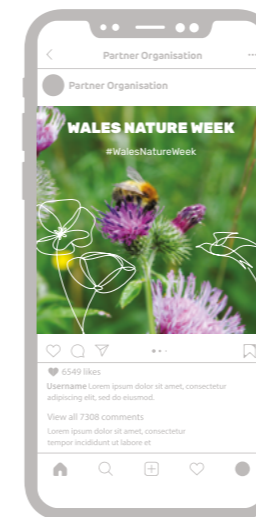 Partner Organisation
Partner Organisation
WALES NATURE WEEK
#WalesNatureWeek
6549 likes
Username Lorem ipsum dolor sit amet, consectetur
adipiscing elit, sed do eiusmod.
View all 7308 comments
Lorem ipsum dolor sit amet, consectetur
tempor incididunt ut labore et